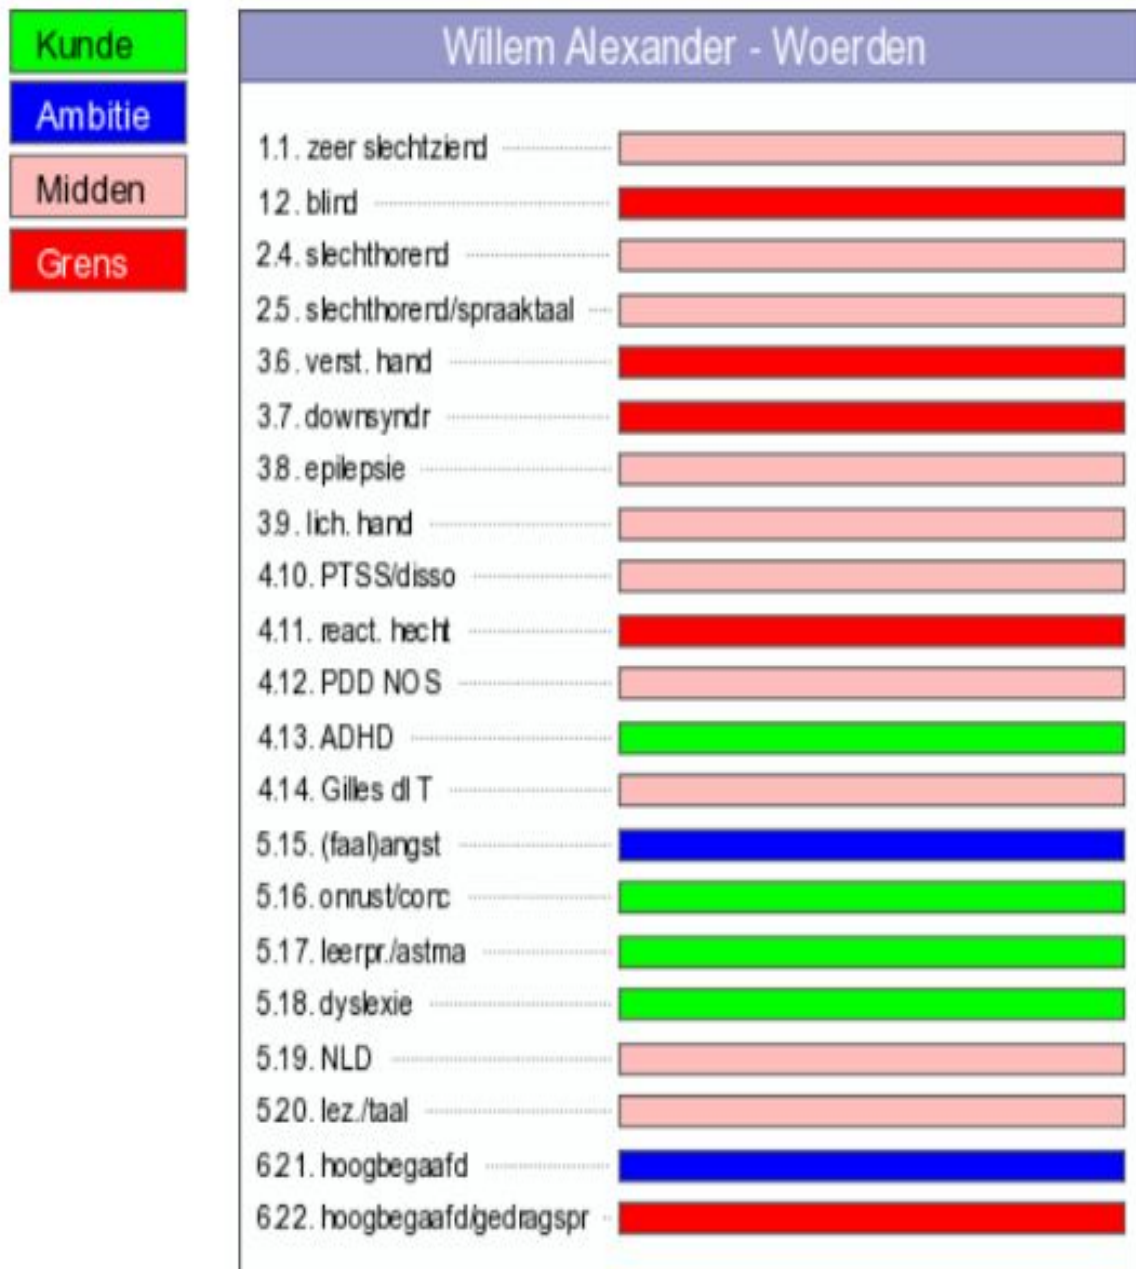 Kunde
Ambitie
Midden
Grens
Willem Alexander - Woerden
1.1. zeer slechtziend
1.2. blind
2.4. slechthorend
2.5. slechthorend/spraaktaal
3.6. verst. hand
3.7. downsyndr
3.8. epilepsie
3.9. lich. hand
4.10. PTSS/disso
4.11. react. hecht
4.12. PDD NOS
4.13. ADHD
4.14. Gilles dl T
5.15. (faal)angst
5.16. onrust/conc
5.17. leerpr./astma
5.18. dyslexie
5.19. NLD
5.20. lez./taal
6.21. hoogbegaafd
6.22. hoogbegaafd/gedragspr